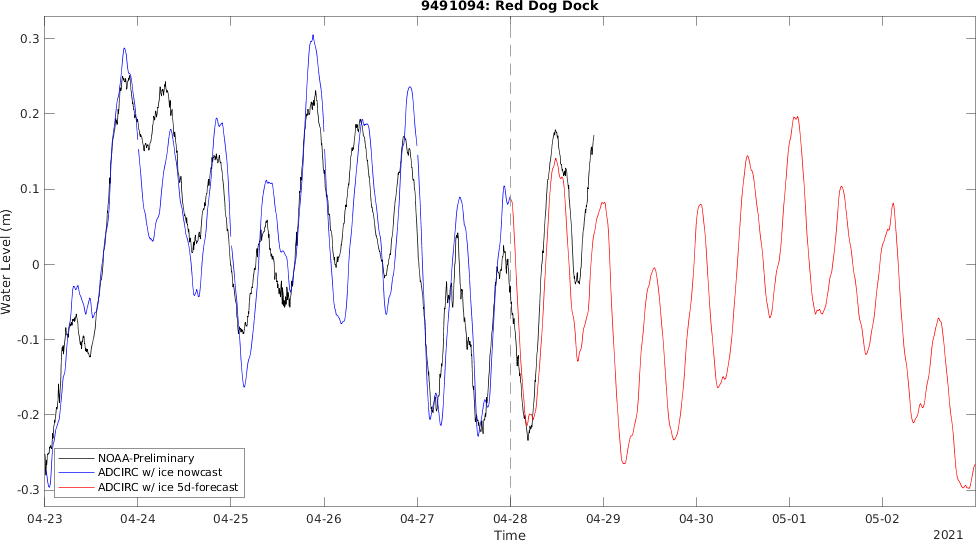 9491094: Red Dog Dock
Water Level (m)
0.3
0.2
0.1
0
-0.1
-0.2
-0.3
NOAA-Preliminary
ADCIRC w/ ice nowcast
ADCIRC w/ ice 5d-forecast
04-23 04-24 04-25 04-26 04-27 04-28 04-29 04-30 05-01 05-02
Time
2021